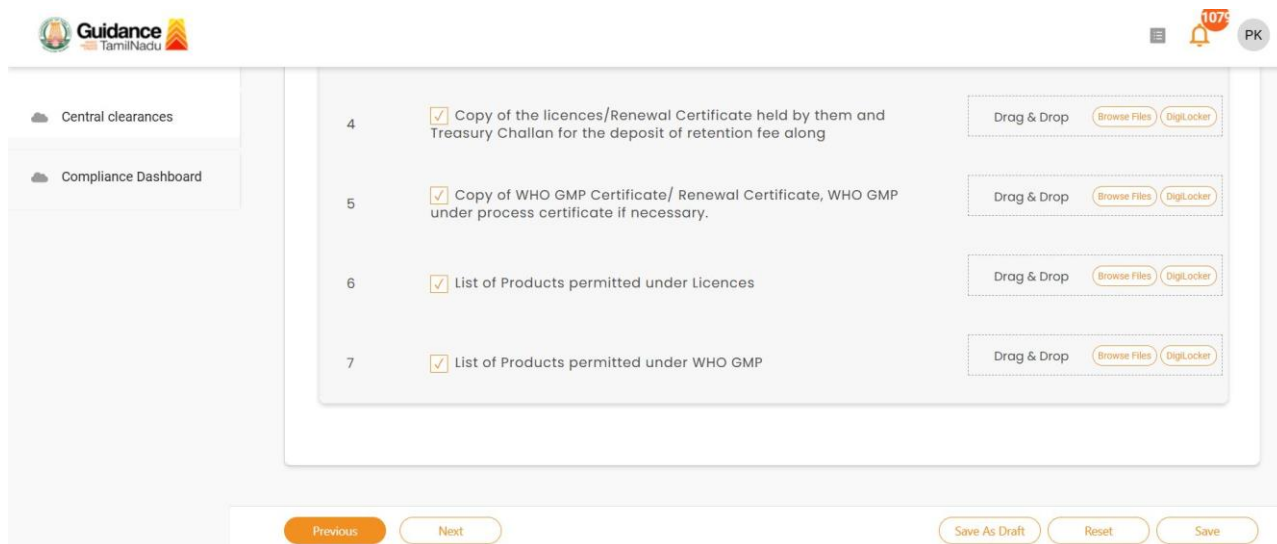 Guidance
TamilNadu
1079
PK
Central clearances
Compliance Dashboard
4
Copy of the licences/Renewal Certificate held by them and
Treasury Challan for the deposit of retention fee along
Drag & Drop Browse Files DigiLocker
5
Copy of WHO GMP Certificate/ Renewal Certificate, WHO GMP
under process certificate if necessary.
Drag & Drop Browse Files DigiLocker
6
List of Products permitted under Licences
Drag & Drop Browse Files DigiLocker
7
List of Products permitted under WHO GMP
Drag & Drop Browse Files DigiLocker
Previous Next Save As Draft Reset Save